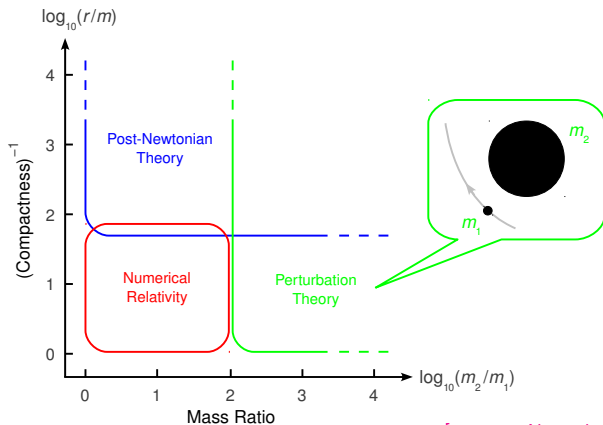 log₁₀(r/m)
4
3
2
1
0
(Compactness)⁻¹
Post-Newtonian
Theory
Numerical
Relativity
Perturbation
Theory
m₂
m₁
0
1
2
3
4
log₁₀(m₂/m₁)
Mass Ratio